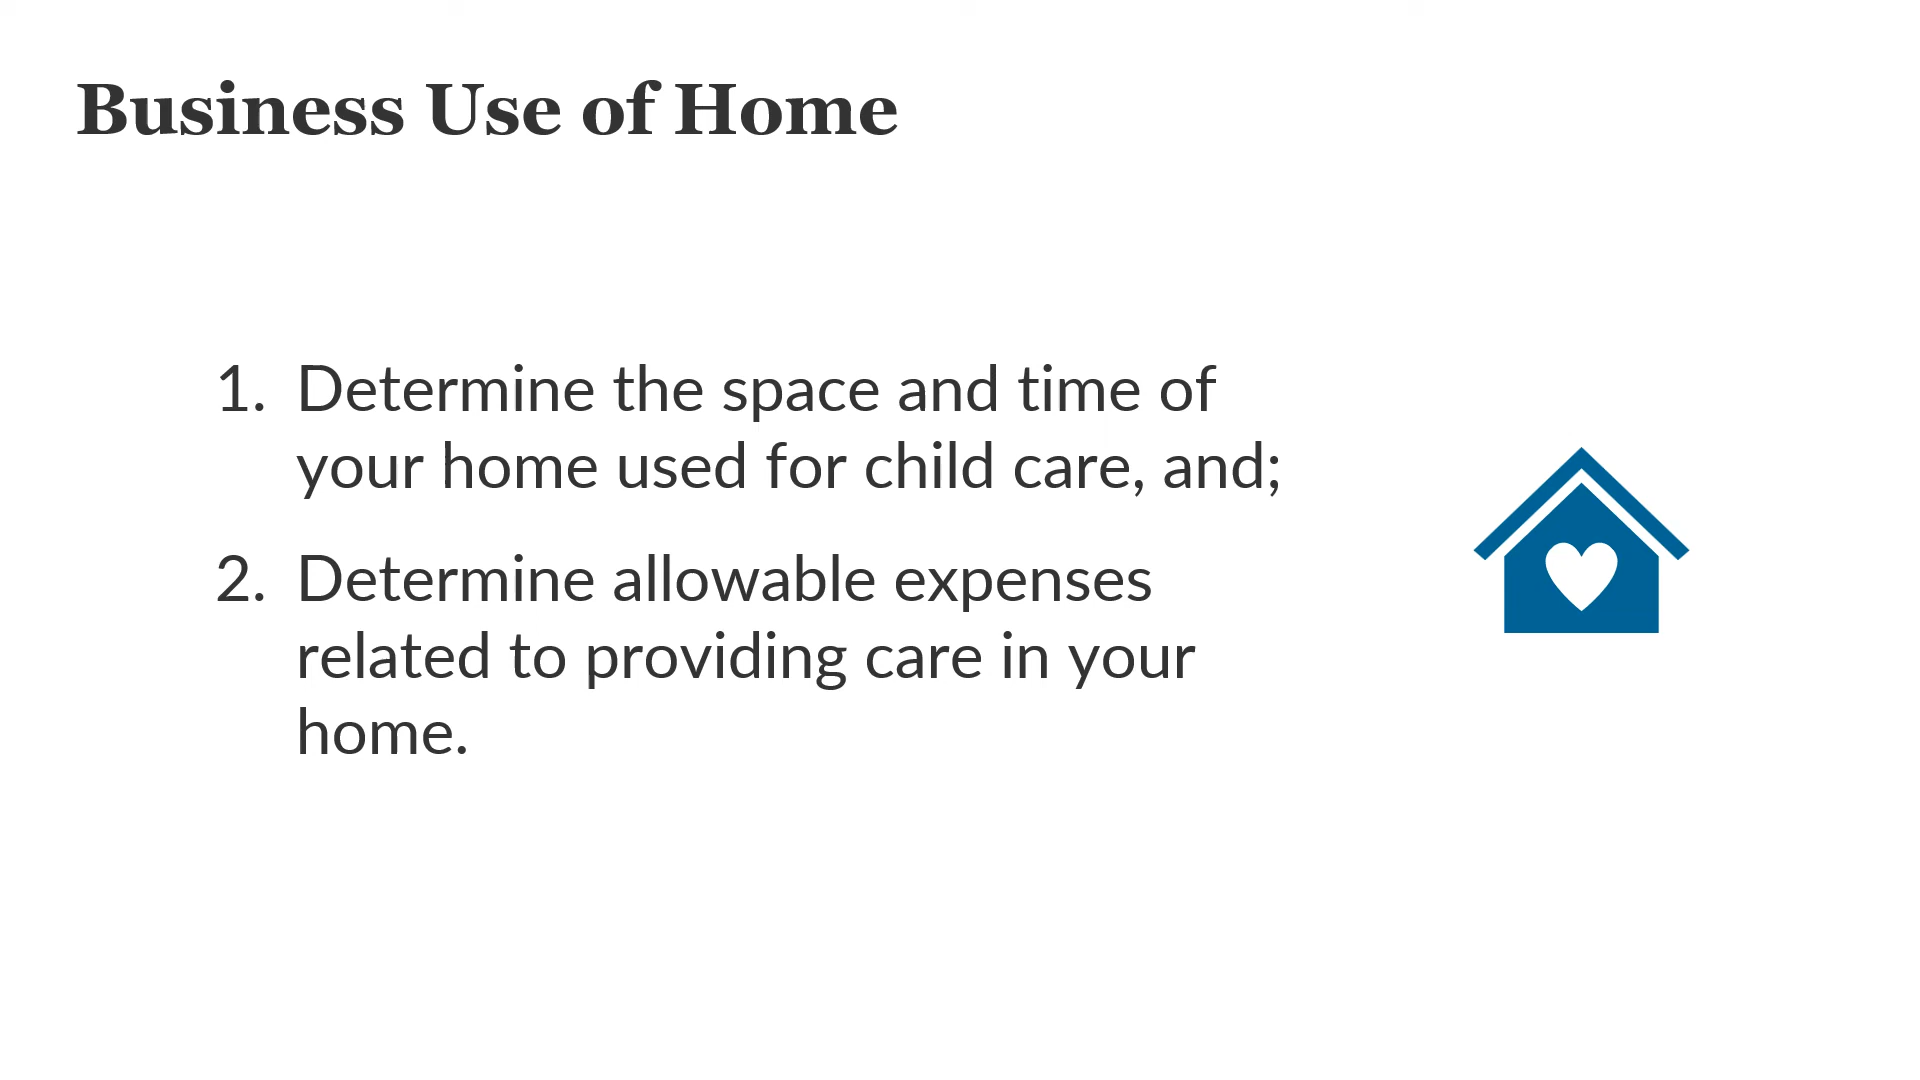 Business Use of Home
1. Determine the space and time of
your home used for child care, and;
2. Determine allowable expenses
related to providing care in your
home.